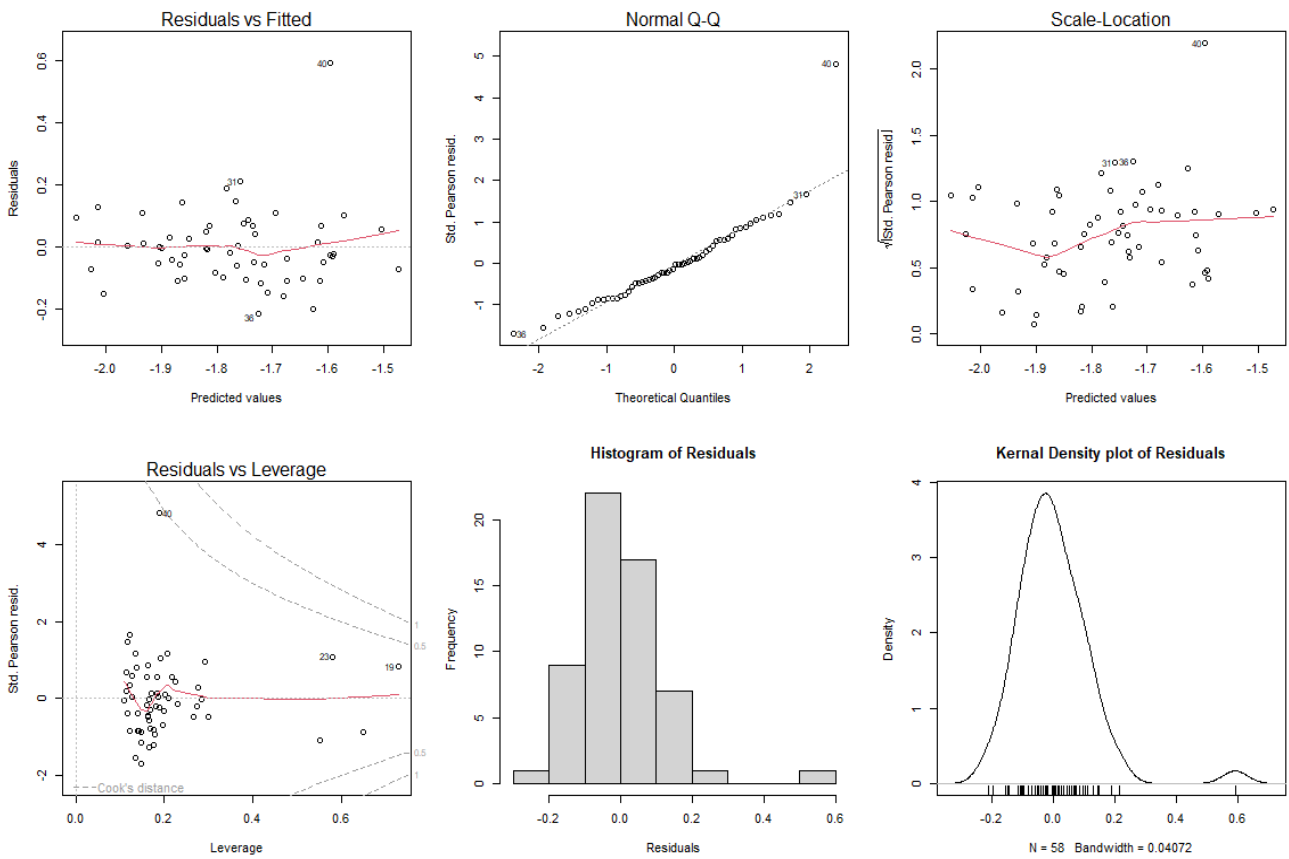 Residuals vs Fitted
Residuals
0.6
0.4
0.2
0.0
-0.2
40
31
36
-2.0 -1.9 -1.8 -1.7 -1.6 -1.5
Predicted values
Normal Q-Q
Std. Pearson resid.
5
4
3
2
1
0
-1
40
31
36
-2 -1 0 1 2
Theoretical Quantiles
Scale-Location
√|Std. Pearson resid.|
2.0
1.5
1.0
0.5
0.0
40
31 36
-2.0 -1.9 -1.8 -1.7 -1.6 -1.5
Predicted values
Residuals vs Leverage
Std. Pearson resid.
4
2
0
-2
40
23
19
1
0.5
0.5
1
Cook's distance
0.0 0.2 0.4 0.6
Leverage
Histogram of Residuals
Frequency
20
15
10
5
0
-0.2 0.0 0.2 0.4 0.6
Residuals
Kernal Density plot of Residuals
Density
4
3
2
1
0
-0.2 0.0 0.2 0.4 0.6
N = 58 Bandwidth = 0.04072